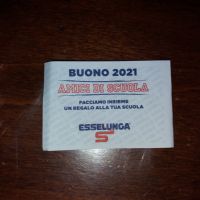 BUONO 2021
AMICI DI SCUOLA
FACCIAMO INSIEME
UN REGALO ALLA TUA SCUOLA
ESSELUNGA
S